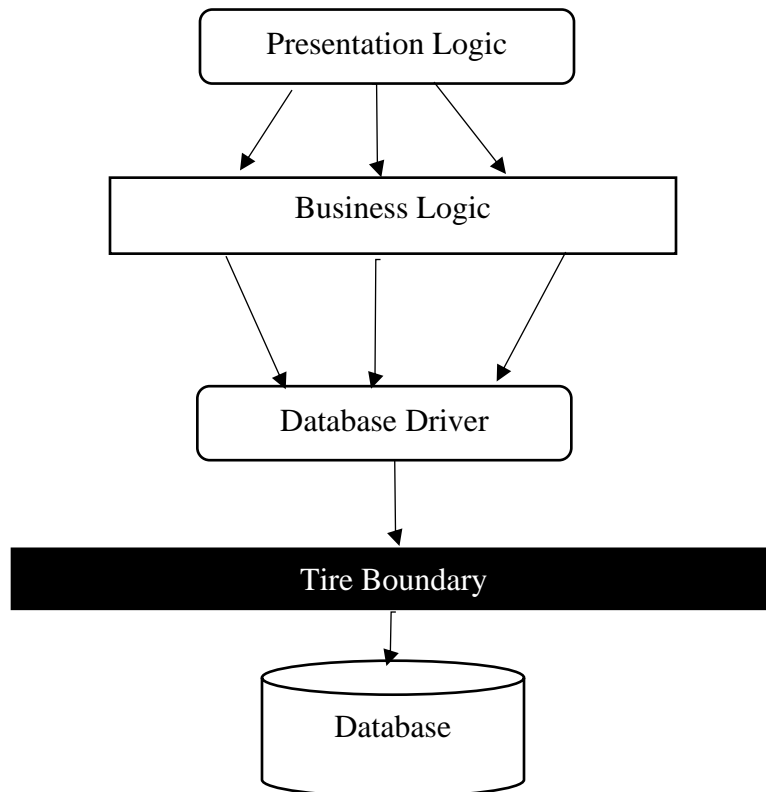 Presentation Logic
Business Logic
Database Driver
Tire Boundary
Database